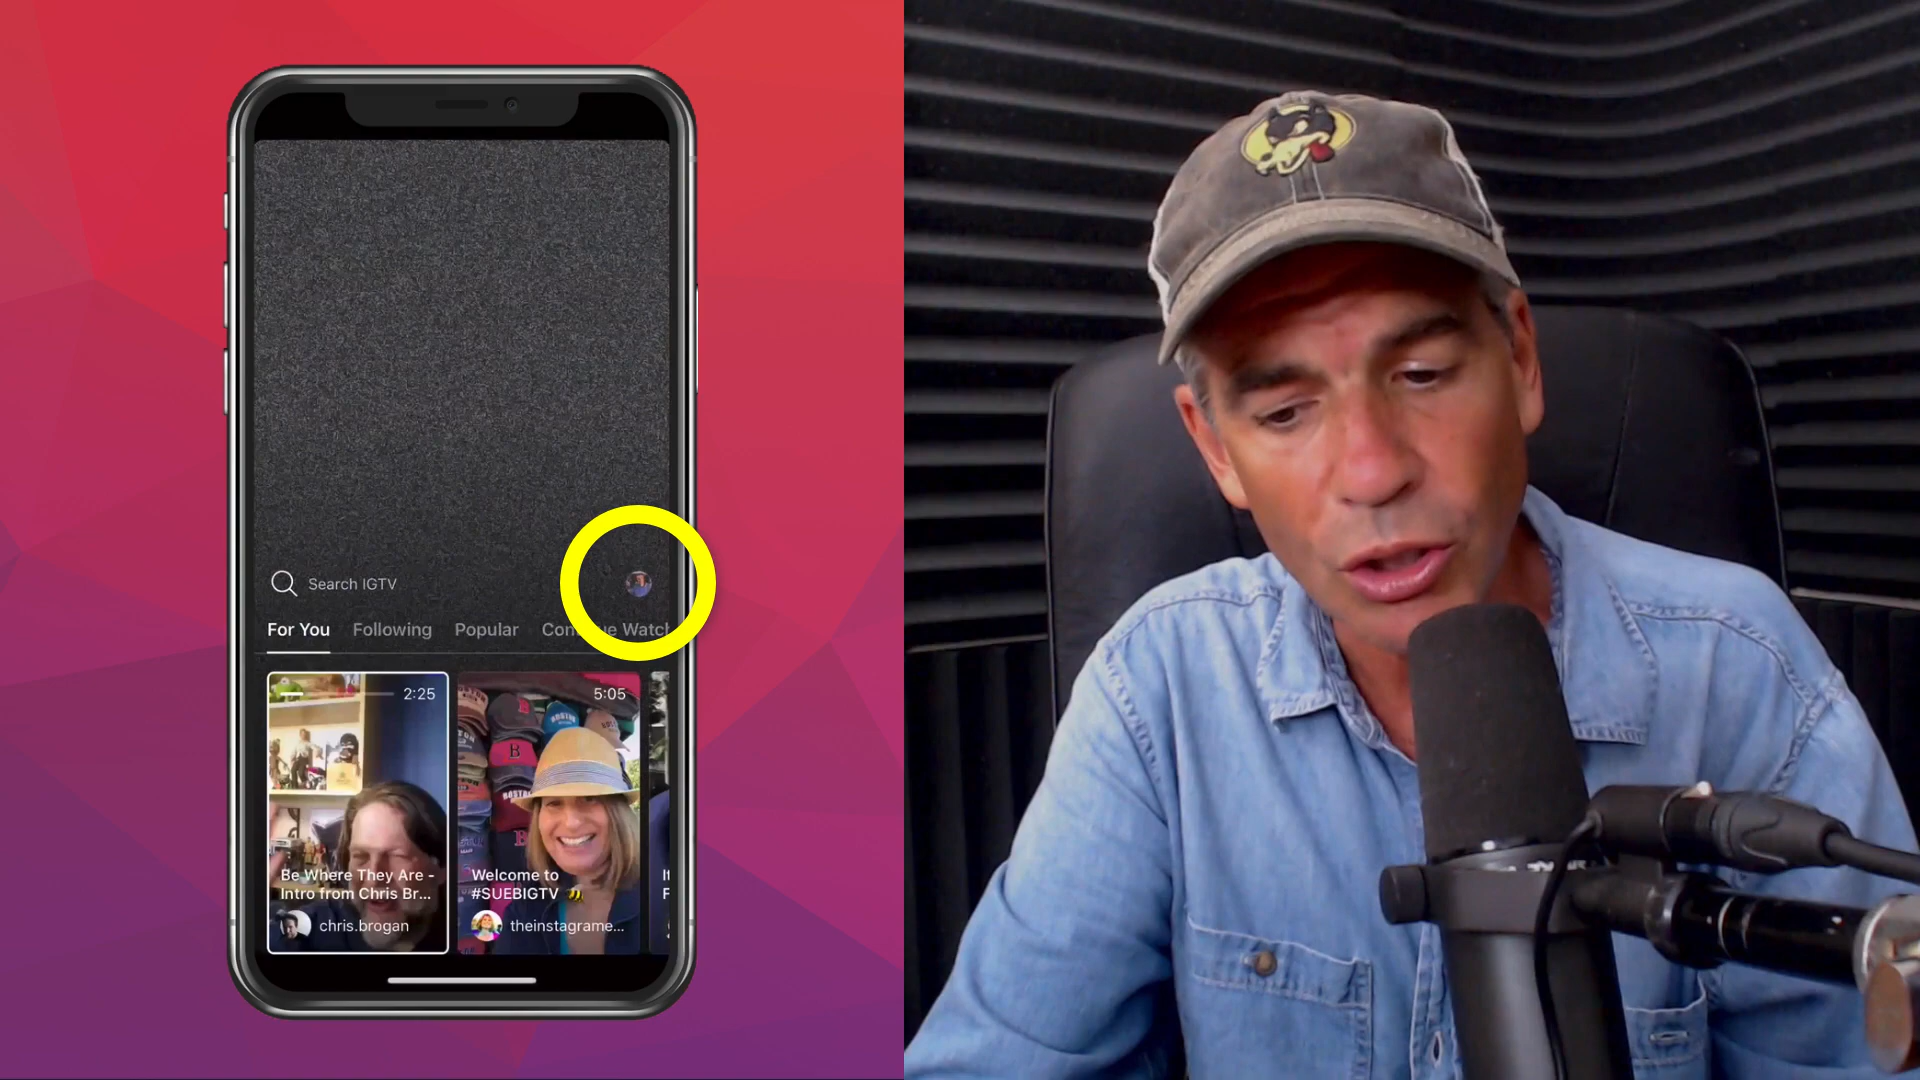 Search IGTV
For You Following Popular
2:25
5:05
Be Where They Are -
Intro from Chris Br...
chris.brogan
Welcome to
#SUEBIGTV 🐝
theinstagrame...
BOSTON
B
B